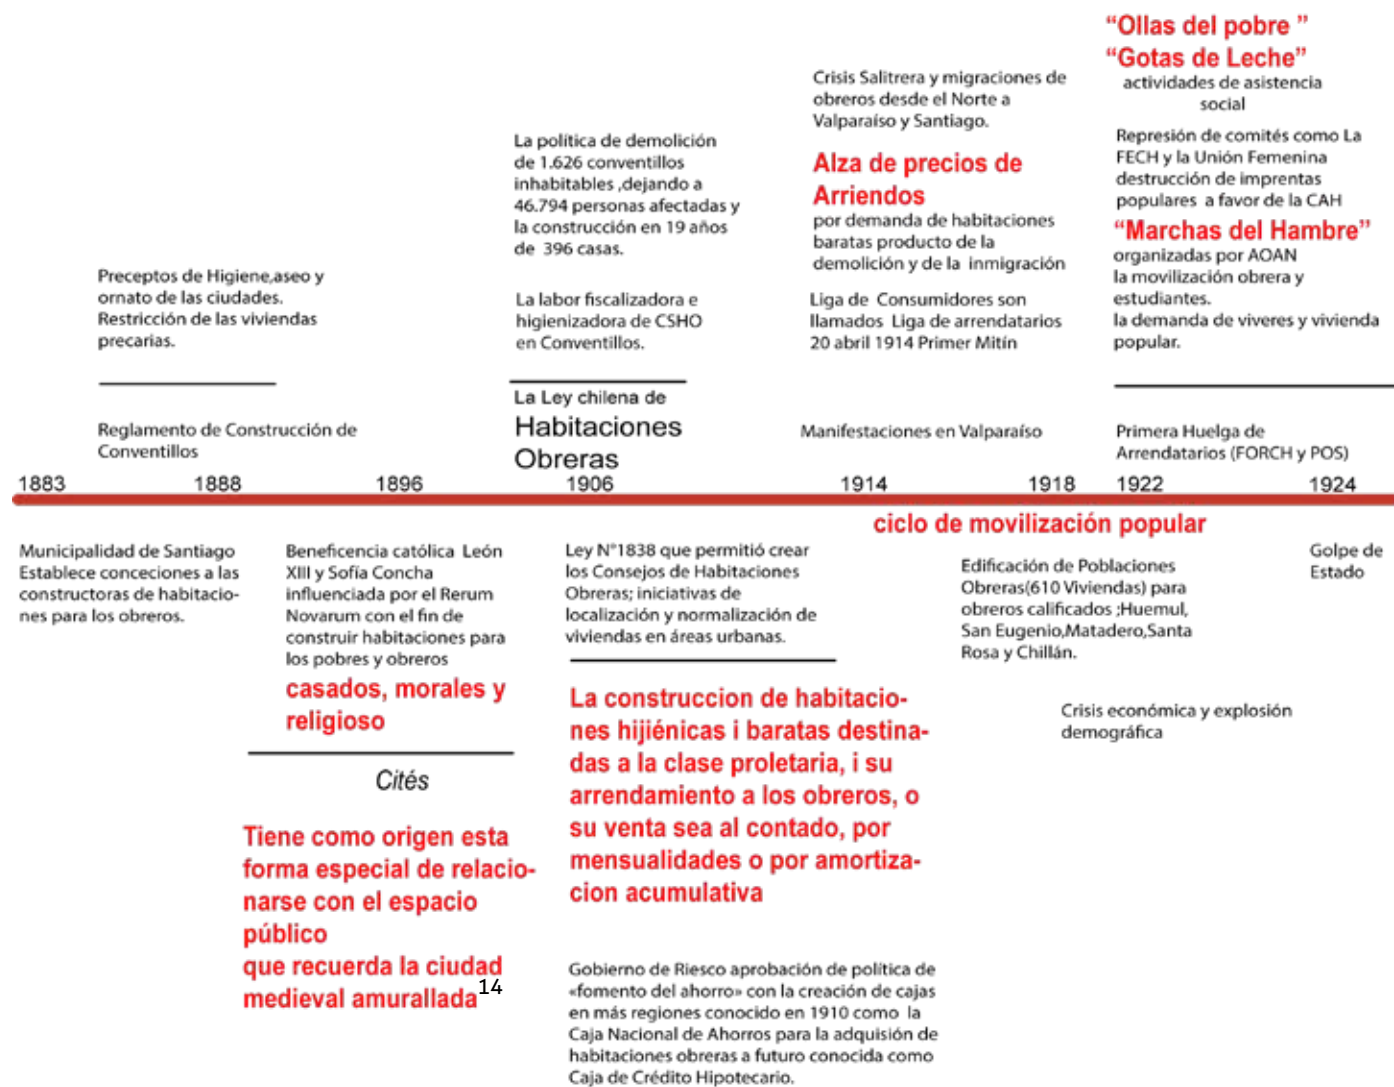 “Ollas del pobre ”
“Gotas de Leche”
actividades de asistencia
social
Represión de comités como La
FECH y la Unión Femenina
destrucción de imprentas
populares a favor de la CAH
“Marchas del Hambre”
organizadas por AOAN
la movilización obrera y
estudiantes.
la demanda de viveres y vivienda
popular.
Crisis Salitrera y migraciones de
obreros desde el Norte a
Valparaíso y Santiago.
Alza de precios de
Arriendos
por demanda de habitaciones
baratas producto de la
demolición y de la inmigración
Liga de Consumidores son
llamados Liga de arrendatarios
20 abril 1914 Primer Mitín
La política de demolición
de 1.626 conventillos
inhabitables ,dejando a
46.794 personas afectadas y
la construcción en 19 años
de 396 casas.
La labor fiscalizadora e
higienizadora de CSHO
en Conventillos.
Preceptos de Higiene,aseo y
ornato de las ciudades.
Restricción de las viviendas
precarias.
Reglamento de Construcción de
Conventillos
La Ley chilena de
Habitaciones
Obreras
Manifestaciones en Valparaíso
Primera Huelga de
Arrendatarios (FORCH y POS)
1883 1888 1896 1906 1914 1918 1922 1924
ciclo de movilización popular
Municipalidad de Santiago
Establece conceciones a las
constructoras de habitacio-
nes para los obreros.
Beneficencia católica León
XIII y Sofía Concha
influenciada por el Rerum
Novarum con el fin de
construir habitaciones para
los pobres y obreros
casados, morales y
religioso
Cités
Tiene como origen esta
forma especial de relacio-
narse con el espacio
público
que recuerda la ciudad
medieval amurallada14
Ley N°1838 que permitió crear
los Consejos de Habitaciones
Obreras; iniciativas de
localización y normalización de
viviendas en áreas urbanas.
La construccion de habitacio-
nes hijiénicas i baratas destina-
das a la clase proletaria, i su
arrendamiento a los obreros, o
su venta sea al contado, por
mensualidades o por amortiza-
cion acumulativa
Gobierno de Riesco aprobación de política de
«fomento del ahorro» con la creación de cajas
en más regiones conocido en 1910 como la
Caja Nacional de Ahorros para la adquisión de
habitaciones obreras a futuro conocida como
Caja de Crédito Hipotecario.
Edificación de Poblaciones
Obreras(610 Viviendas) para
obreros calificados ;Huemul,
San Eugenio,Matadero,Santa
Rosa y Chillán.
Crisis económica y explosión
demográfica
Golpe de
Estado